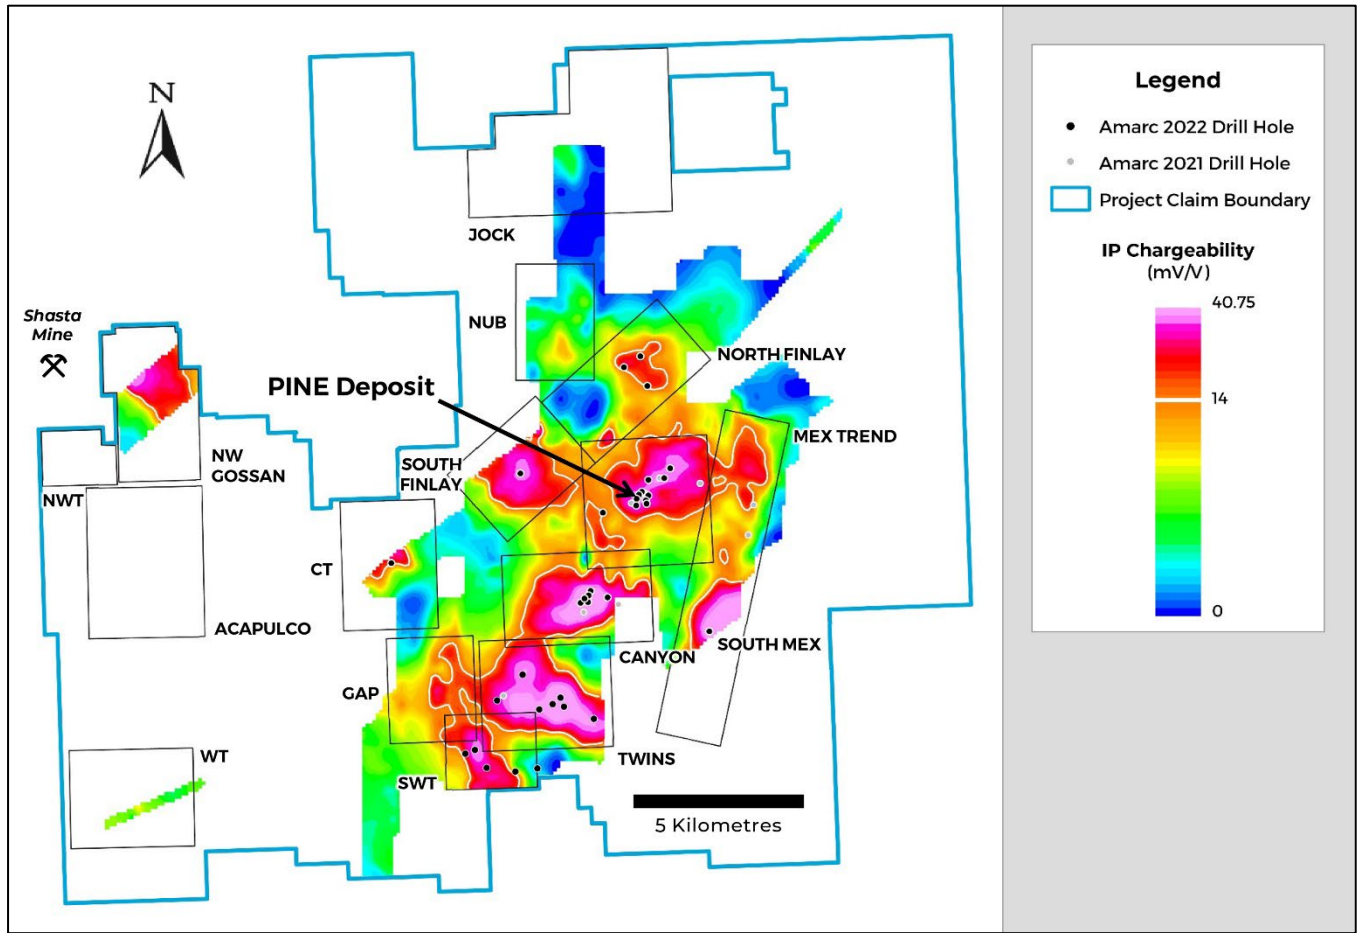 N
JOCK
NUB
Shasta
Mine
NORTH FINLAY
PINE Deposit
MEX TREND
SOUTH
FINLAY
NW
GOSSAN
NWT
CT
ACAPULCO
SOUTH MEX
CANYON
GAP
WT
TWINS
SWT
5 Kilometres
Legend
Amarc 2022 Drill Hole
Amarc 2021 Drill Hole
Project Claim Boundary
IP Chargeability
(mV/V)
40.75
14
0